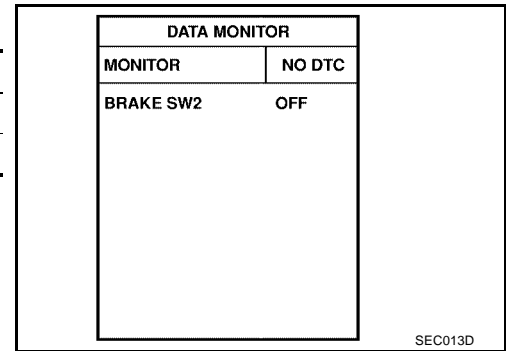 DATA MONITOR
MONITOR NO DTC
BRAKE SW2 OFF
SEC013D